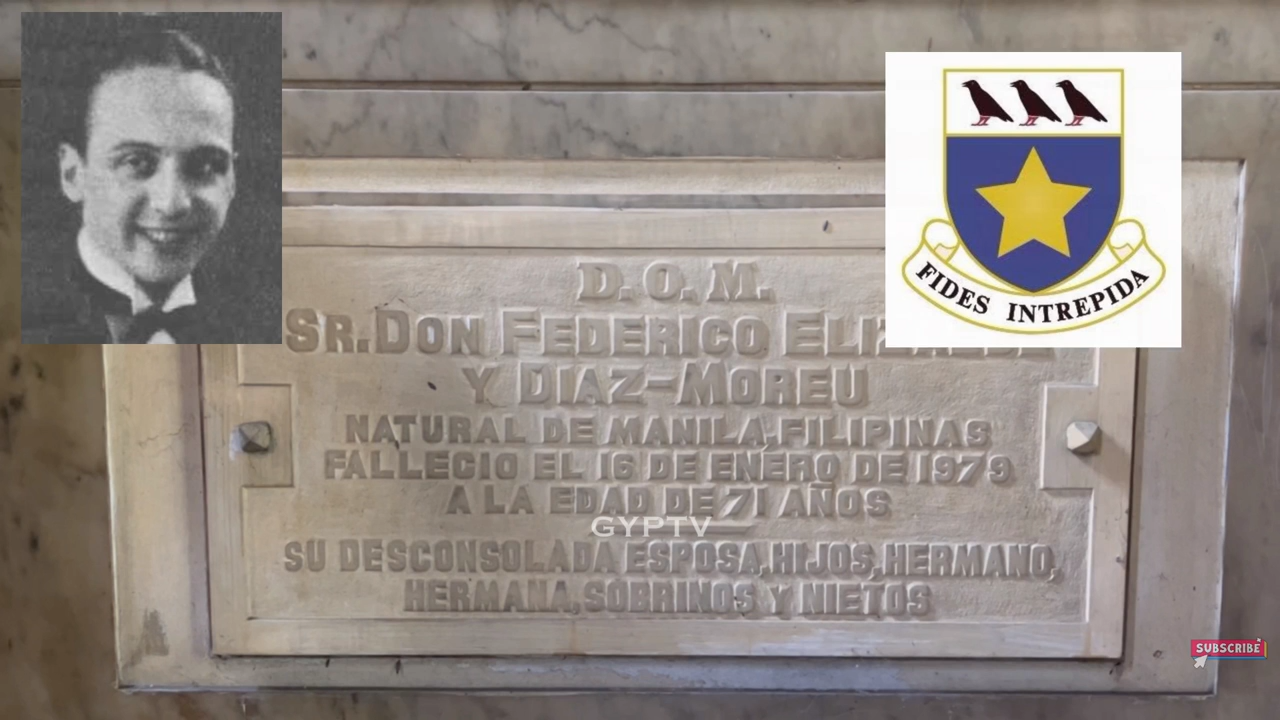 FIDES INTREPIDA
D. O. M.
SR. DON FEDERICO ELIZALDE
Y DIAZ-MOREU
NATURAL DE MANILA, FILIPINAS
FALLECIO EL 16 DE ENERO DE 1979
A LA EDAD DE 71 AÑOS
GYPTV
SU DESCONSOLADA ESPOSA, HIJOS, HERMANO,
HERMANA, SOBRINOS Y NIETOS
SUBSCRIBE